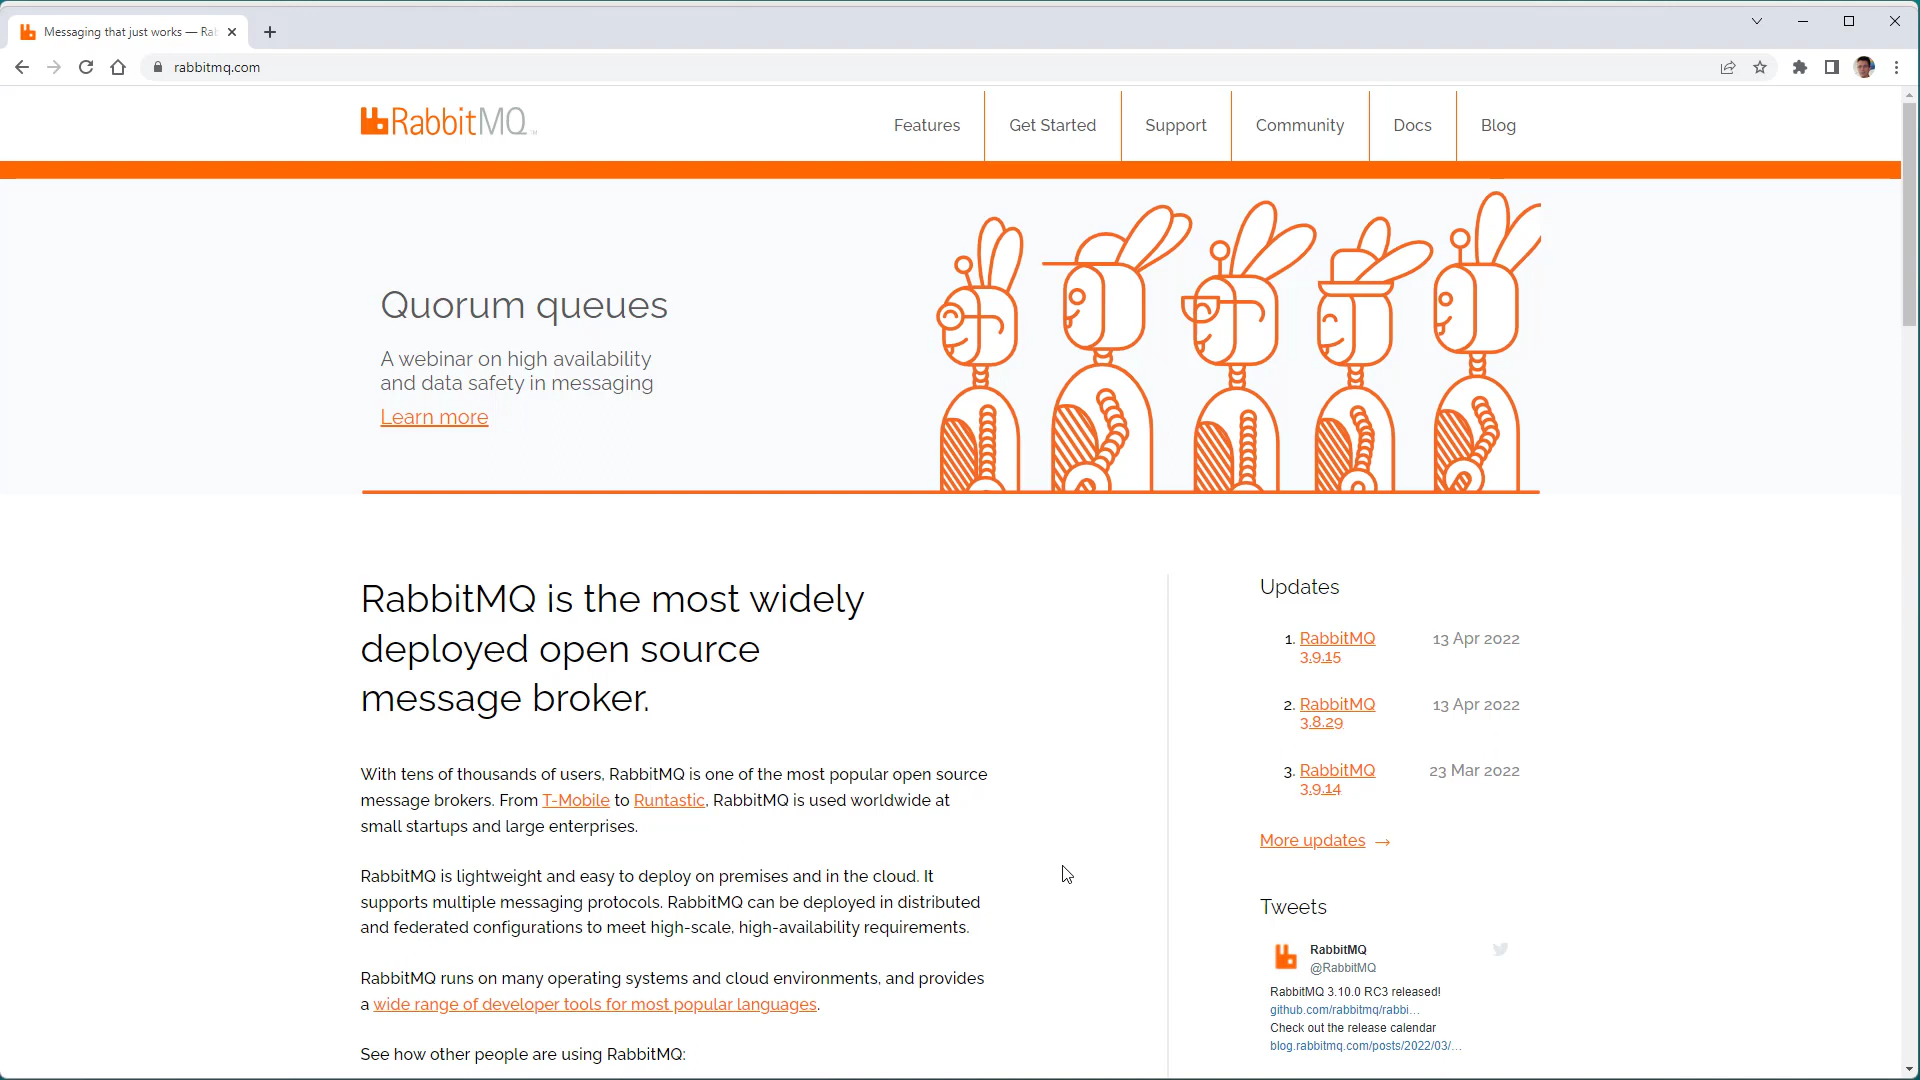 Messaging that just works — Rab
rabbitmq.com
RabbitMQ
Features
Get Started
Support
Community
Docs
Blog
Quorum queues
A webinar on high availability
and data safety in messaging
Learn more
RabbitMQ is the most widely
deployed open source
message broker.
With tens of thousands of users, RabbitMQ is one of the most popular open source
message brokers. From T-Mobile to Runtastic, RabbitMQ is used worldwide at
small startups and large enterprises.
RabbitMQ is lightweight and easy to deploy on premises and in the cloud. It
supports multiple messaging protocols. RabbitMQ can be deployed in distributed
and federated configurations to meet high-scale, high-availability requirements.
RabbitMQ runs on many operating systems and cloud environments, and provides
a wide range of developer tools for most popular languages.
See how other people are using RabbitMQ:
Updates
1. RabbitMQ 13 Apr 2022
3.9.15
2. RabbitMQ 13 Apr 2022
3.8.29
3. RabbitMQ 23 Mar 2022
3.9.14
More updates →
Tweets
RabbitMQ
@RabbitMQ
RabbitMQ 3.10.0 RC3 released!
github.com/rabbitmq/rabbi…
Check out the release calendar
blog.rabbitmq.com/posts/2022/03/…